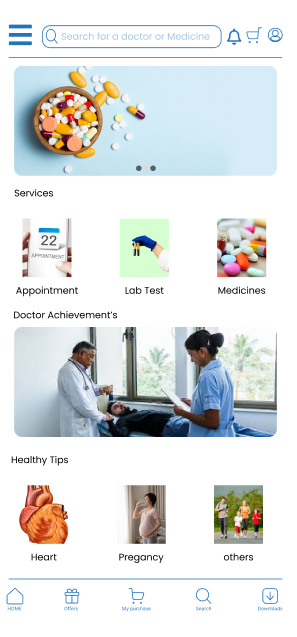 Search for a doctor or Medicine
Services
22
APPOINTMENT
Appointment
Lab Test
Medicines
Doctor Achievement's
Healthy Tips
Heart
Pregancy
others
HOME
Offers
My purchase
Search
Downloads